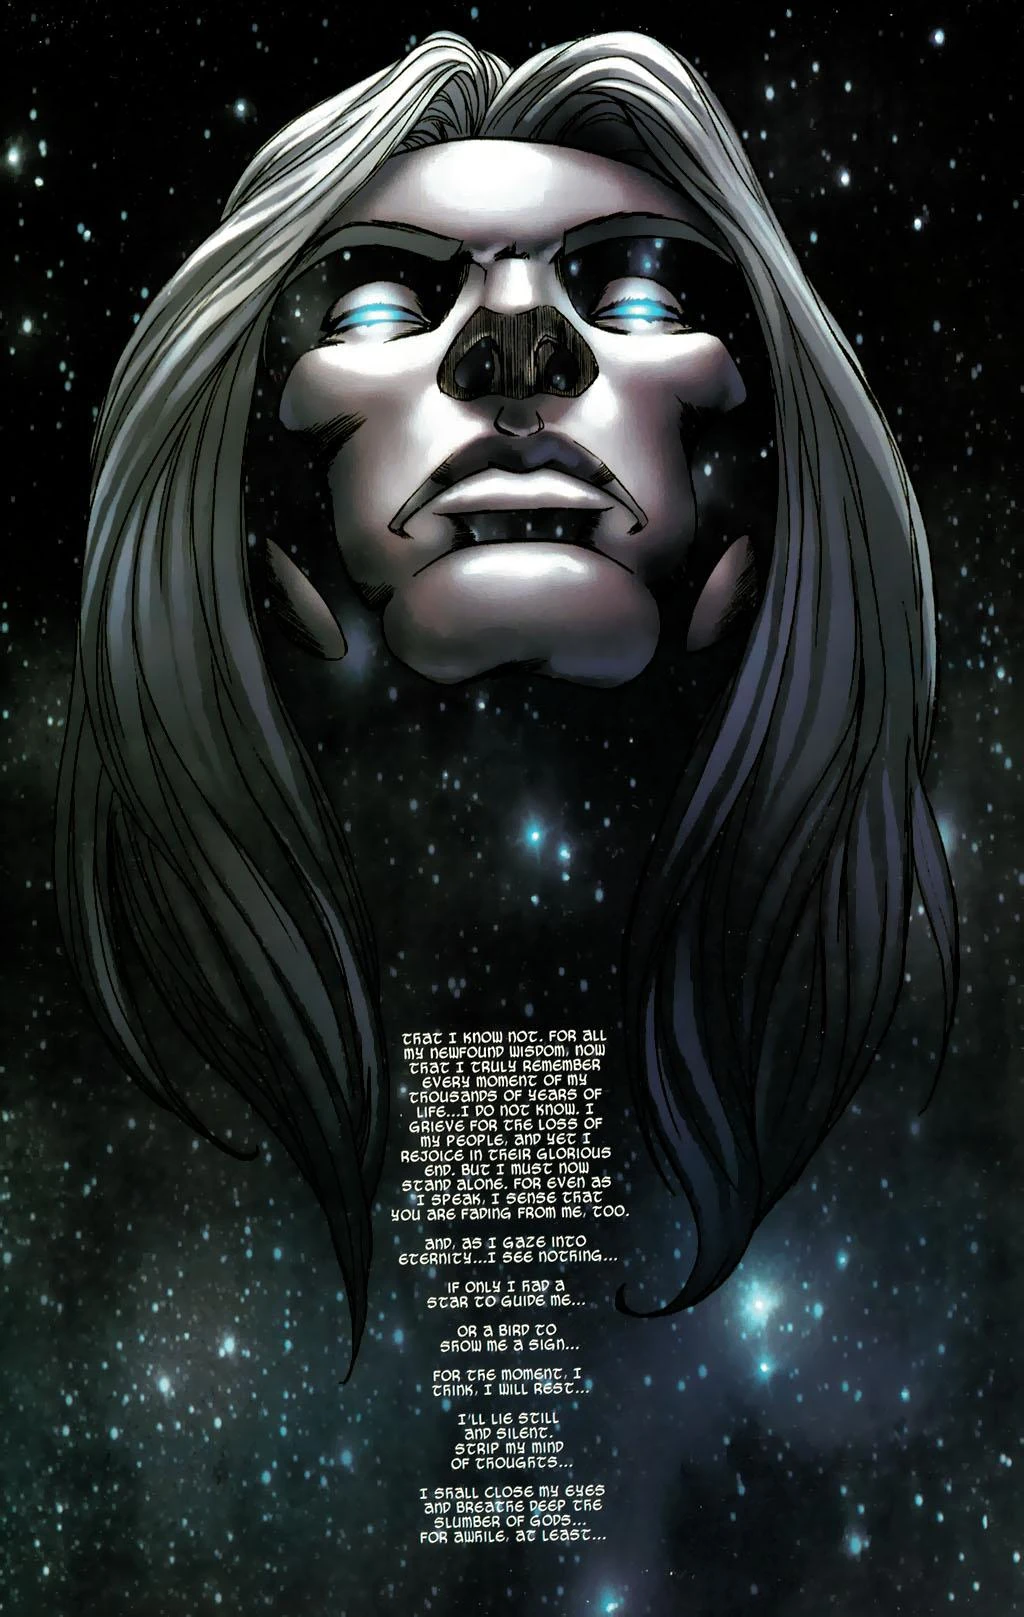 THAT I KNOW NOT. FOR ALL
MY NEWFOUND WISDOM, NOW
THAT I TRULY REMEMBER
EVERY MOMENT OF MY
THOUSANDS OF YEARS OF
LIFE...I DO NOT KNOW. I
GRIEVE FOR THE LOSS OF
MY PEOPLE, AND YET I
REJOICE IN THEIR GLORIOUS
END. BUT I MUST NOW
STAND ALONE. FOR EVEN AS
I SPEAK, I SENSE THAT
YOU ARE FADING FROM ME, TOO.
AND, AS I GAZE INTO
ETERNITY...I SEE NOTHING...
IF ONLY I HAD A
STAR TO GUIDE ME...
OR A BIRD TO
SHOW ME A SIGN...
FOR THE MOMENT, I
THINK, I WILL REST...
I'LL LIE STILL
AND SILENT.
STRIP MY MIND
OF THOUGHTS...
I SHALL CLOSE MY EYES
AND BREATHE DEEP THE
SLUMBER OF GODS...
FOR AWHILE, AT LEAST...